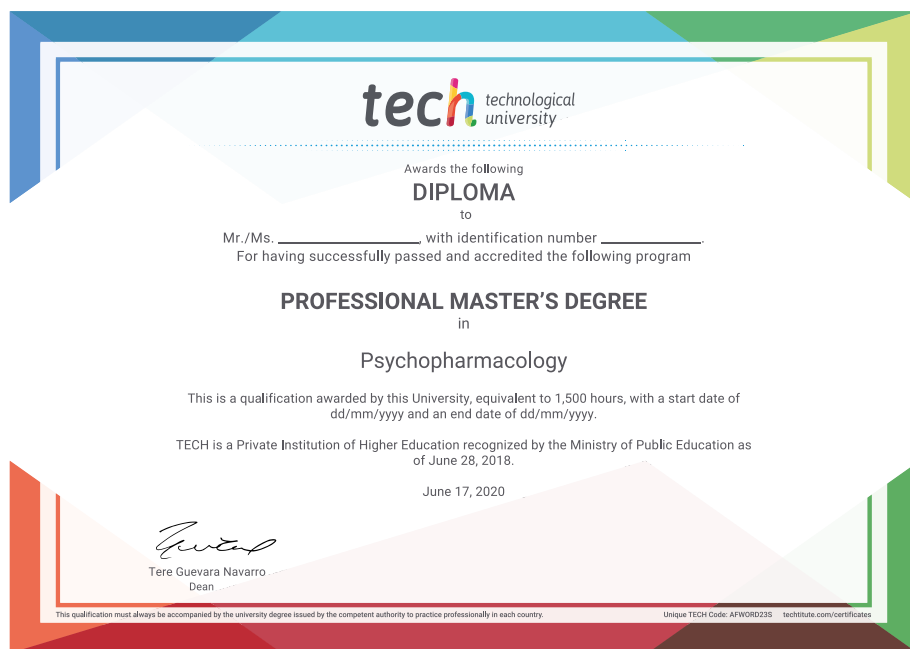 tech technological
university
Awards the following
DIPLOMA
to
Mr./Ms. ____________, with identification number ____________.
For having successfully passed and accredited the following program
PROFESSIONAL MASTER'S DEGREE
in
Psychopharmacology
This is a qualification awarded by this University, equivalent to 1,500 hours, with a start date of
dd/mm/yyyy and an end date of dd/mm/yyyy.
TECH is a Private Institution of Higher Education recognized by the Ministry of Public Education as
of June 28, 2018.
June 17, 2020
Tere Guevara Navarro
Dean
This qualification must always be accompanied by the university degree issued by the competent authority to practice professionally in each country.
Unique TECH Code: AFWORD23S techtitute.com/certificates